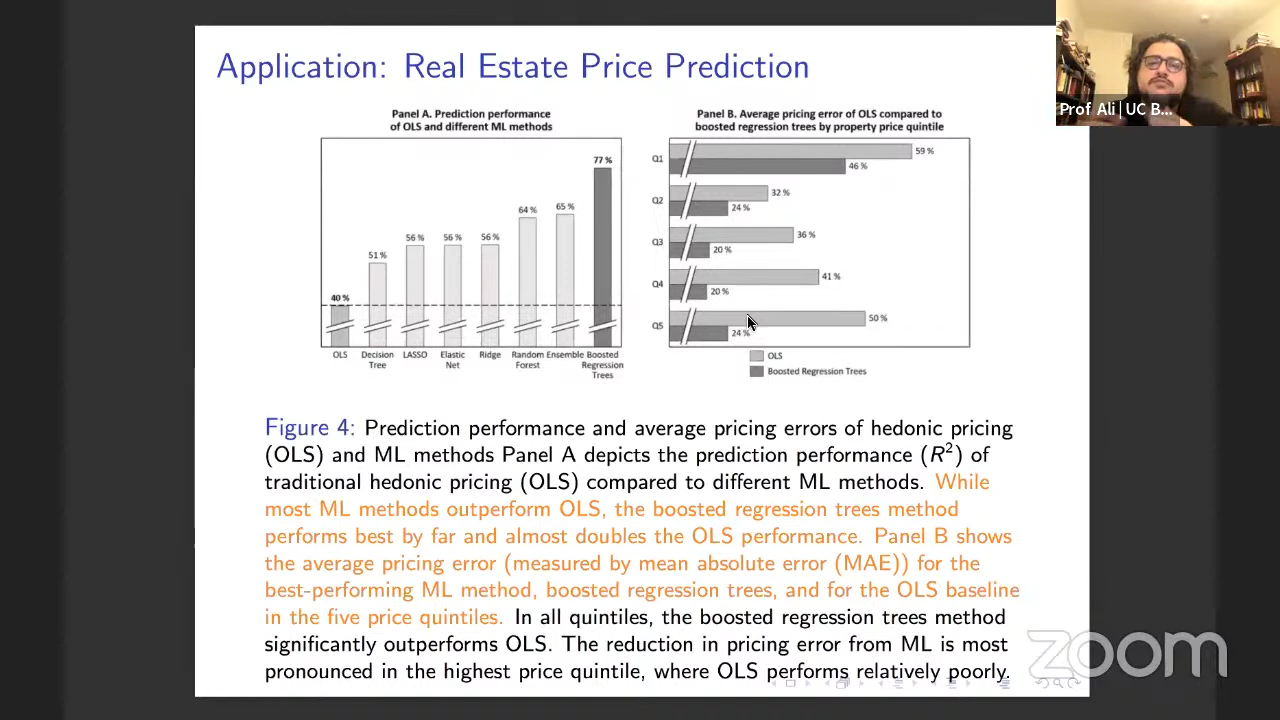 Application: Real Estate Price Prediction
Prof Ali | UC B...
Panel A. Prediction performance
of OLS and different ML methods
77 %
64 %
65 %
56 %
56 %
56 %
51 %
40 %
OLS
Decision
Tree
LASSO
Elastic
Net
Ridge
Random
Forest
Ensemble
Boosted
Regression
Trees
Panel B. Average pricing error of OLS compared to
boosted regression trees by property price quintile
Q1
59 %
46 %
Q2
32 %
24 %
Q3
36 %
20 %
Q4
41 %
20 %
Q5
50 %
24 %
OLS
Boosted Regression Trees
Figure 4: Prediction performance and average pricing errors of hedonic pricing
(OLS) and ML methods Panel A depicts the prediction performance (R²) of
traditional hedonic pricing (OLS) compared to different ML methods. While
most ML methods outperform OLS, the boosted regression trees method
performs best by far and almost doubles the OLS performance. Panel B shows
the average pricing error (measured by mean absolute error (MAE)) for the
best-performing ML method, boosted regression trees, and for the OLS baseline
in the five price quintiles. In all quintiles, the boosted regression trees method
significantly outperforms OLS. The reduction in pricing error from ML is most
pronounced in the highest price quintile, where OLS performs relatively poorly.
zoom